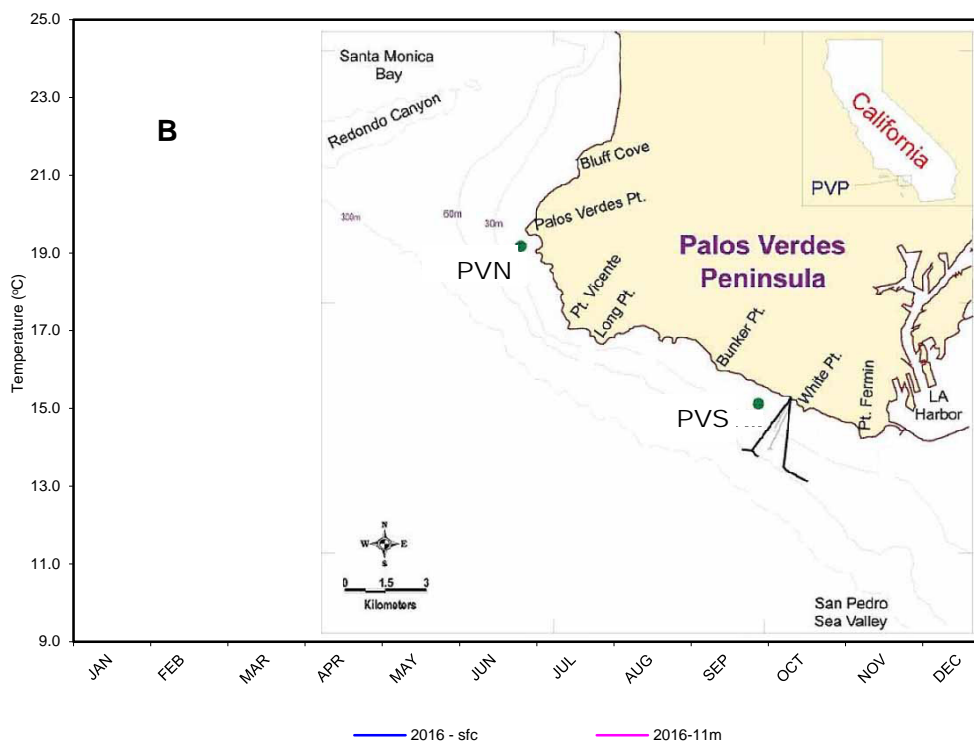 25.0
23.0
21.0
19.0
17.0
15.0
13.0
11.0
9.0
Temperature (°C)
B
Santa Monica
Bay
Redondo Canyon
300m
60m
30m
Bluff Cove
Palos Verdes Pt.
PVN
Palos Verdes
Peninsula
California
PVP
Pt. Vicente
Long Pt.
Bunker Pt.
White Pt.
Pt. Fermin
LA
Harbor
PVS
N
W E
S
0 1.5 3
Kilometers
San Pedro
Sea Valley
JAN FEB MAR APR MAY JUN JUL AUG SEP OCT NOV DEC
2016 - sfc 2016-11m